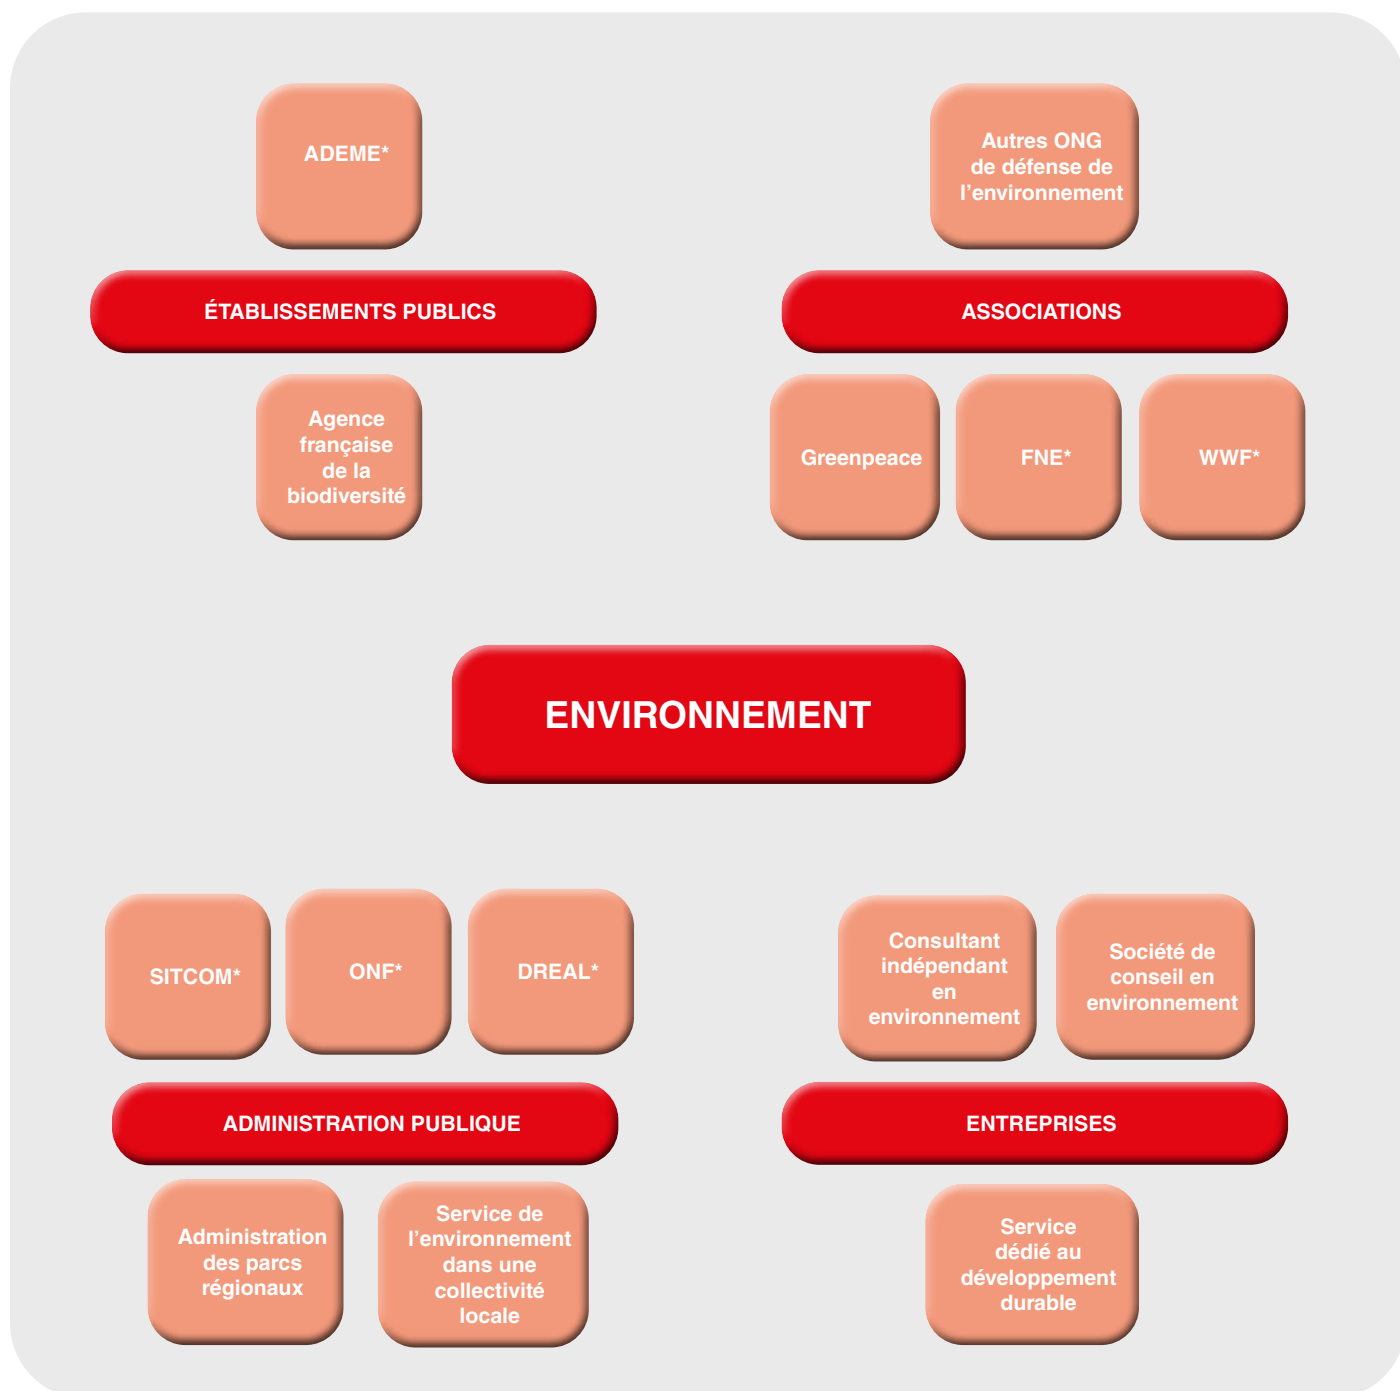 ADEME*
ÉTABLISSEMENTS PUBLICS
Agence
française
de la
biodiversité
Autres ONG
de défense de
l’environnement
ASSOCIATIONS
Greenpeace
FNE*
WWF*
ENVIRONNEMENT
SITCOM*
ONF*
DREAL*
ADMINISTRATION PUBLIQUE
Administration
des parcs
régionaux
Service de
l’environnement
dans une
collectivité
locale
Consultant
indépendant
en
environnement
Société de
conseil en
environnement
ENTREPRISES
Service
dédié au
développement
durable